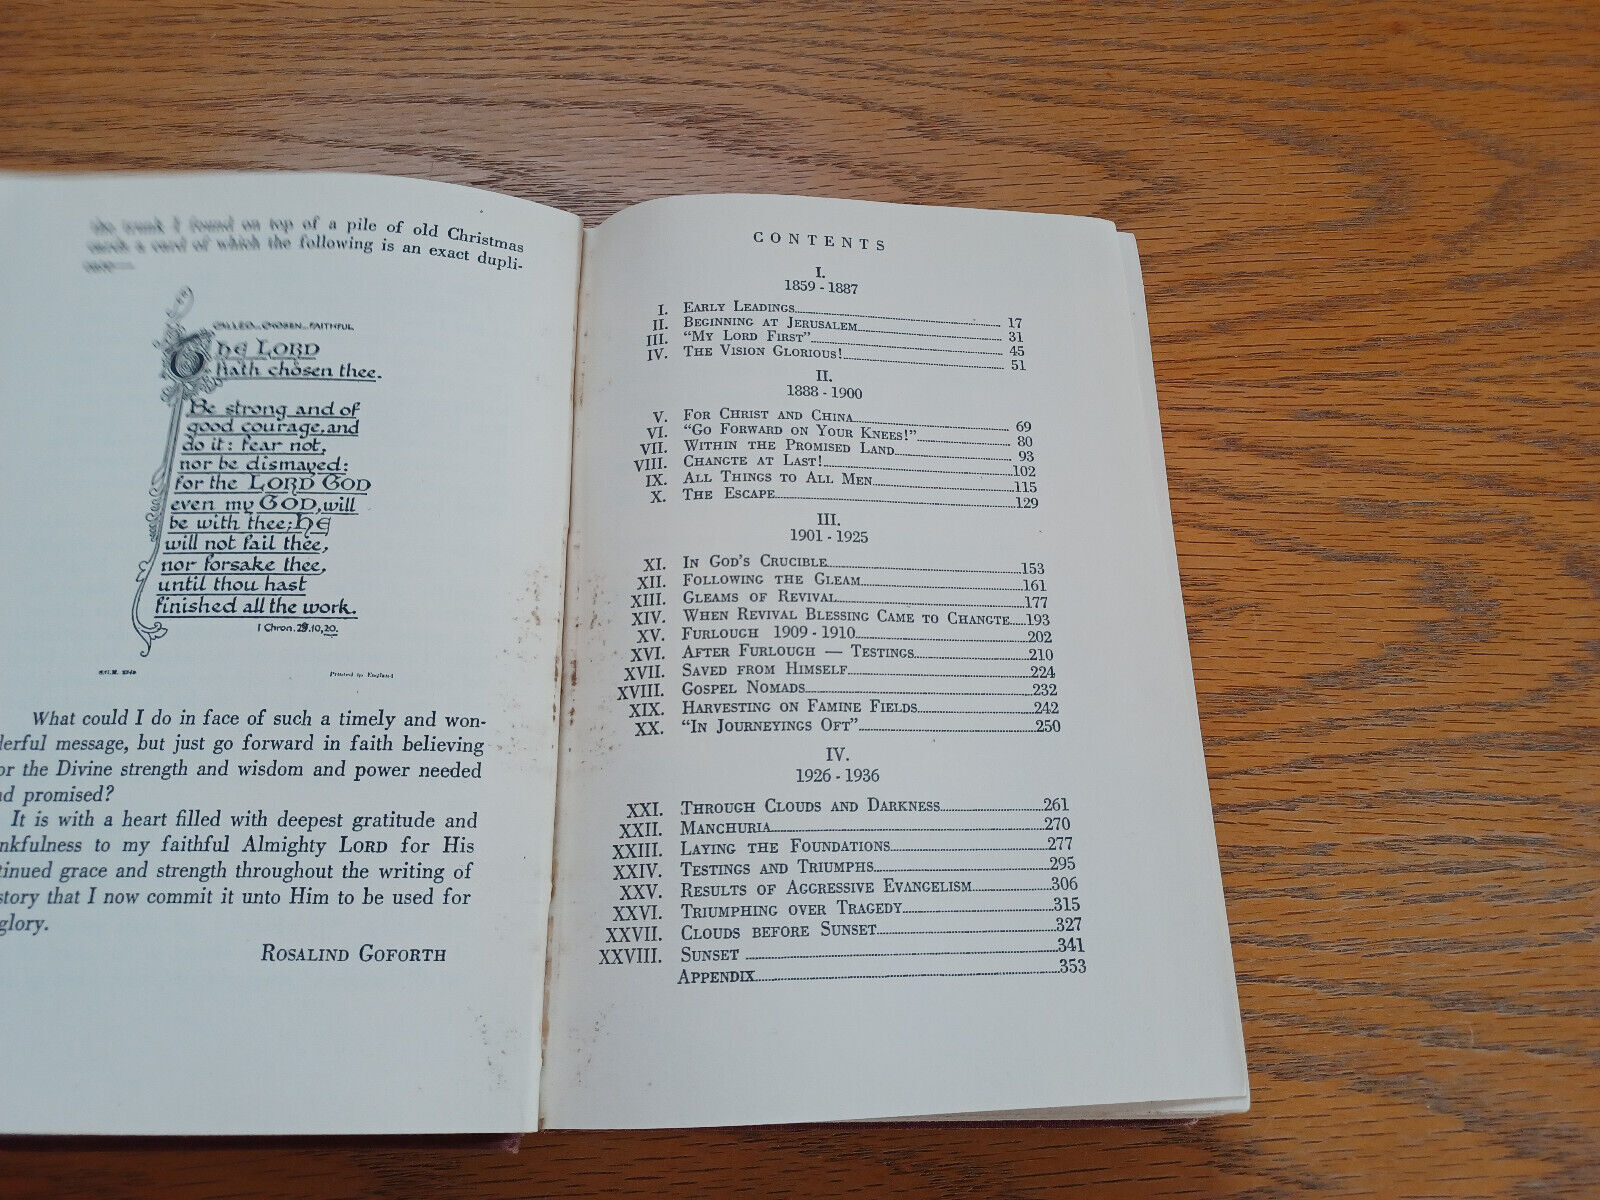 the trunk I found on top of a pile of old Christmas
cards a card of which the following is an exact dupli-
cate—
CALLED...CHOSEN...FAITHFUL.
THE LORD
hath chosen thee.
Be strong and of
good courage, and
do it: fear not,
nor be dismayed:
for the LORD GOD
even my GOD, will
be with thee; HE
will not fail thee,
nor forsake thee,
until thou hast
finished all the work.
I Chron. 28.10,20.
Printed in England
What could I do in face of such a timely and won-
derful message, but just go forward in faith believing
or the Divine strength and wisdom and power needed
nd promised?
It is with a heart filled with deepest gratitude and
nkfulness to my faithful Almighty LORD for His
tinued grace and strength throughout the writing of
story that I now commit it unto Him to be used for
glory.
ROSALIND GOFORTH
CONTENTS
I.
1859 - 1887
I. EARLY LEADINGS 17
II. BEGINNING AT JERUSALEM 31
III. "MY LORD FIRST" 45
IV. THE VISION GLORIOUS! 51
II.
1888 - 1900
V. FOR CHRIST AND CHINA 69
VI. "GO FORWARD ON YOUR KNEES!" 80
VII. WITHIN THE PROMISED LAND 93
VIII. CHANGTE AT LAST! 102
IX. ALL THINGS TO ALL MEN 115
X. THE ESCAPE 129
III.
1901 - 1925
XI. IN GOD'S CRUCIBLE 153
XII. FOLLOWING THE GLEAM 161
XIII. GLEAMS OF REVIVAL 177
XIV. WHEN REVIVAL BLESSING CAME TO CHANGTE 193
XV. FURLOUGH 1909 - 1910 202
XVI. AFTER FURLOUGH — TESTINGS 210
XVII. SAVED FROM HIMSELF 224
XVIII. GOSPEL NOMADS 232
XIX. HARVESTING ON FAMINE FIELDS 242
XX. "IN JOURNEYINGS OFT" 250
IV.
1926 - 1936
XXI. THROUGH CLOUDS AND DARKNESS 261
XXII. MANCHURIA 270
XXIII. LAYING THE FOUNDATIONS 277
XXIV. TESTINGS AND TRIUMPHS 295
XXV. RESULTS OF AGGRESSIVE EVANGELISM 306
XXVI. TRIUMPHING OVER TRAGEDY 315
XXVII. CLOUDS BEFORE SUNSET 327
XXVIII. SUNSET 341
APPENDIX 353